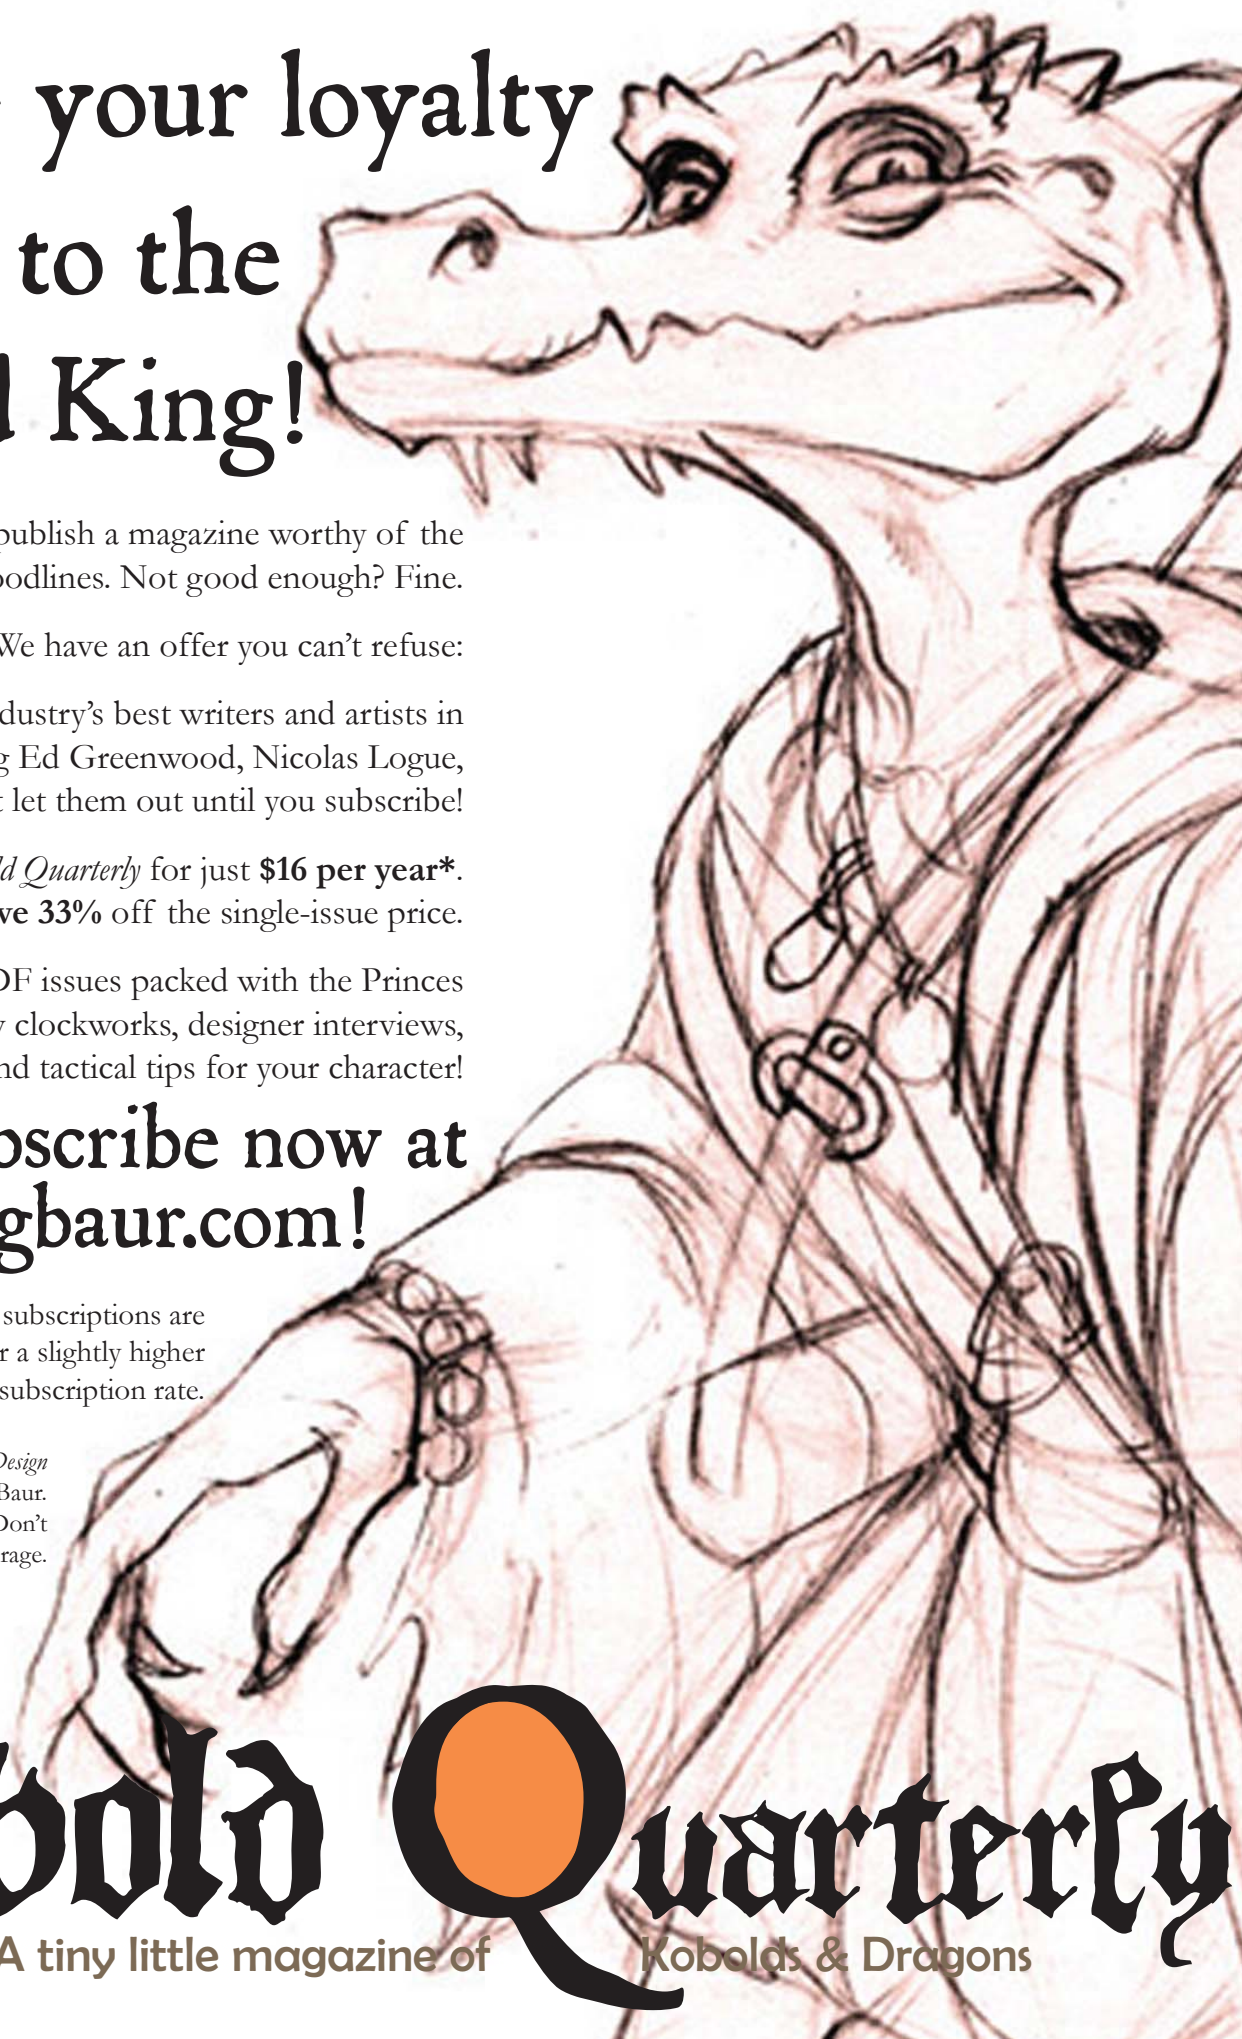 your loyalty
to the
King!
publish a magazine worthy of the
odlines. Not good enough? Fine.
We have an offer you can't refuse:
dustry's best writers and artists in
g Ed Greenwood, Nicolas Logue,
t let them out until you subscribe!
ld Quarterly for just $16 per year*.
ve 33% off the single-issue price.
DF issues packed with the Princes
y clockworks, designer interviews,
nd tactical tips for your character!
bscribe now at
gbaur.com!
subscriptions are
r a slightly higher
subscription rate.
Design
Baur.
Don't
rage.
bold Quarterly
A tiny little magazine of Kobolds & Dragons